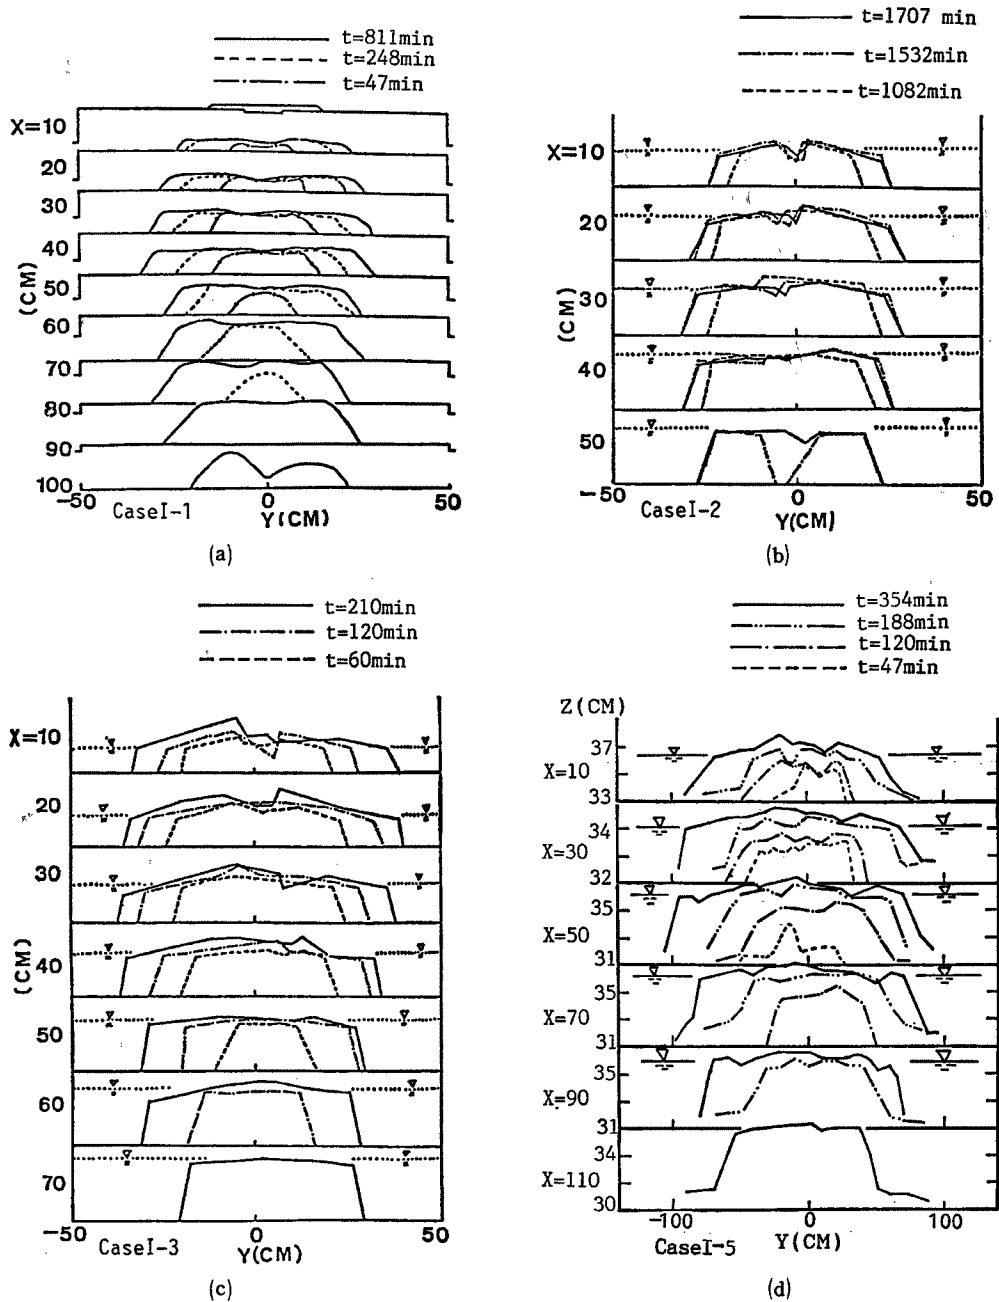 t=811min
t=248min
t=47min
X=10
20
30
40
50
60
70
80
90
100
(CM)
-50 0 50
CaseI-1 Y(CM)
(a)
t=1707 min
t=1532min
t=1082min
X=10
20
30
40
50
(CM)
-50 0 50
CaseI-2 Y(CM)
(b)
t=210min
t=120min
t=60min
X=10
20
30
40
50
60
70
(CM)
-50 0 50
CaseI-3 Y(CM)
(c)
t=354min
t=188min
t=120min
t=47min
Z(CM)
37
X=10
33
34
X=30
32
35
X=50
31
35
X=70
31
35
X=90
31
34
X=110
30
-100 0 100
CaseI-5 Y(CM)
(d)